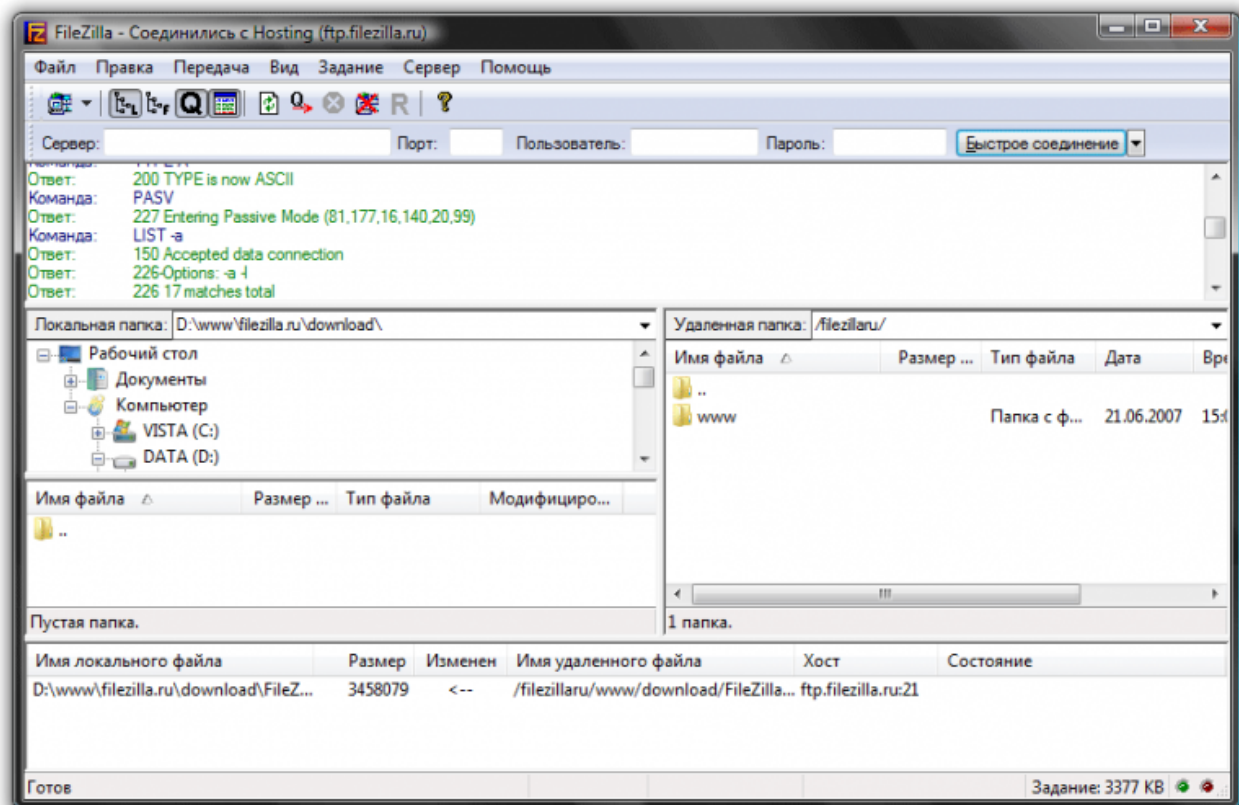 FileZilla - Соединились с Hosting (ftp.filezilla.ru)
Файл Правка Передача Вид Задание Сервер Помощь
Сервер: Порт: Пользователь: Пароль: Быстрое соединение
Ответ: 200 TYPE is now ASCII
Команда: PASV
Ответ: 227 Entering Passive Mode (81,177,16,140,20,99)
Команда: LIST -a
Ответ: 150 Accepted data connection
Ответ: 226-Options: -a -l
Ответ: 226 17 matches total
Локальная папка: D:\www\filezilla.ru\download\
Рабочий стол
Документы
Компьютер
VISTA (C:)
DATA (D:)
Имя файла Размер ... Тип файла Модифициро...
..
Пустая папка.
Удаленная папка: /filezillaru/
Имя файла Размер ... Тип файла Дата
..
www Папка с ф... 21.06.2007
1 папка.
Имя локального файла Размер Изменен Имя удаленного файла Хост Состояние
D:\www\filezilla.ru\download\FileZ... 3458079 <-- /filezillaru/www/download/FileZilla... ftp.filezilla.ru:21
Готов Задание: 3377 KB